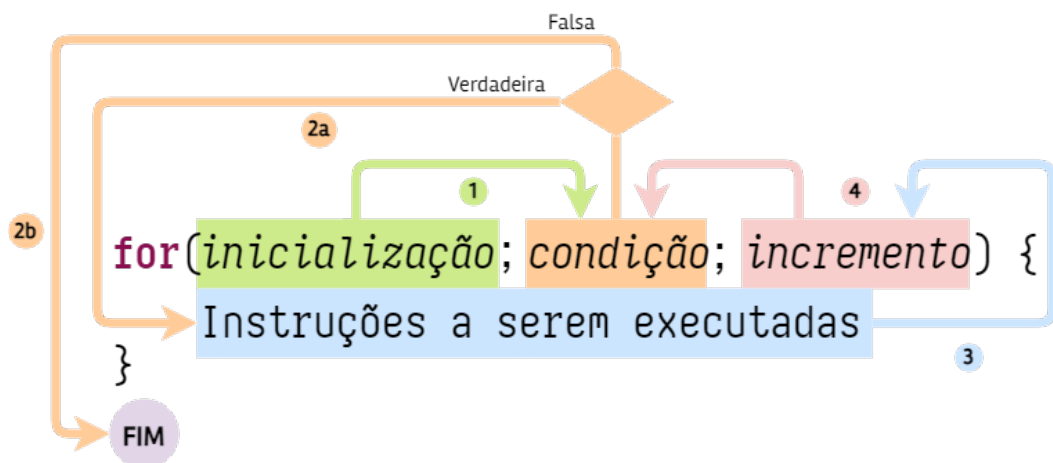 Falsa
Verdadeira
2a
1
4
2b
for(inicialização; condição; incremento) {
Instruções a serem executadas
3
}
FIM